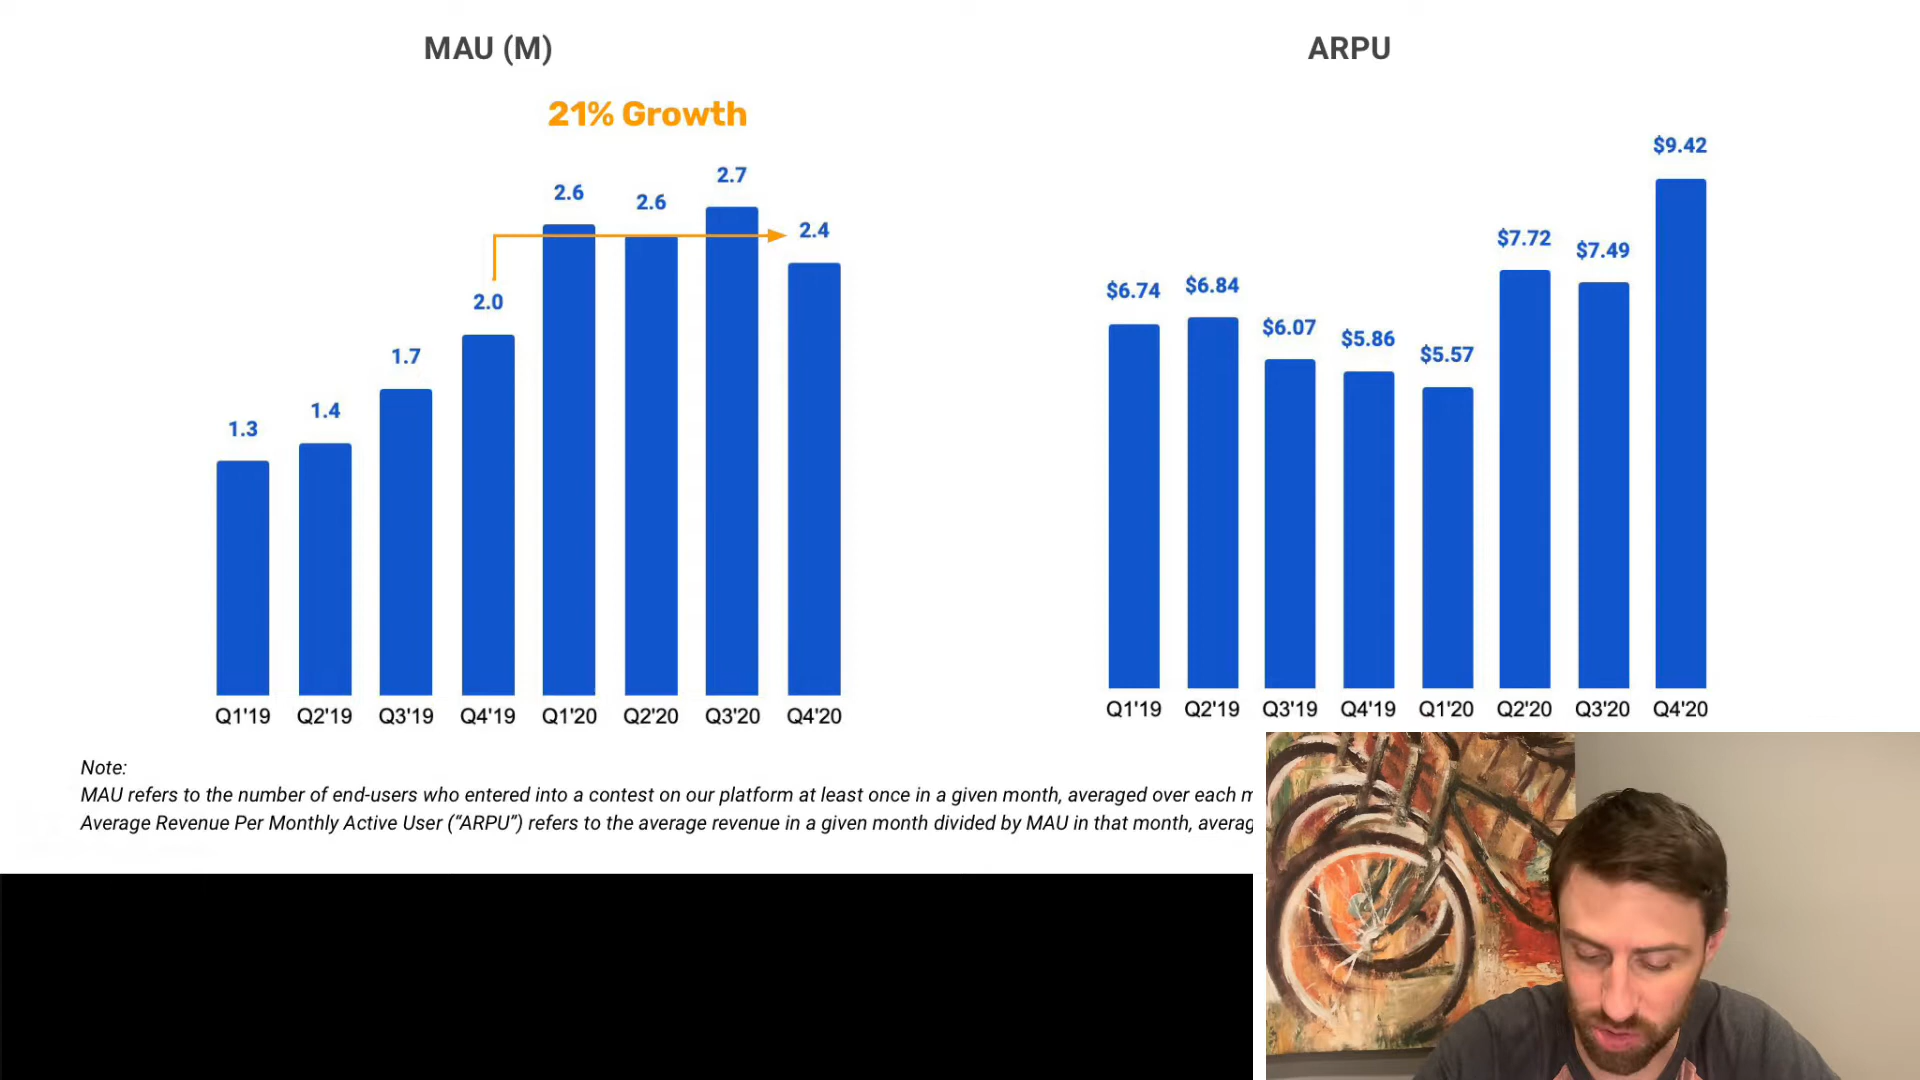 MAU (M)
21% Growth
1.3
1.4
1.7
2.0
2.6
2.6
2.7
2.4
Q1'19
Q2'19
Q3'19
Q4'19
Q1'20
Q2'20
Q3'20
Q4'20
ARPU
$6.74
$6.84
$6.07
$5.86
$5.57
$7.72
$7.49
$9.42
Q1'19
Q2'19
Q3'19
Q4'19
Q1'20
Q2'20
Q3'20
Q4'20
Note:
MAU refers to the number of end-users who entered into a contest on our platform at least once in a given month, averaged over each m
Average Revenue Per Monthly Active User (“ARPU”) refers to the average revenue in a given month divided by MAU in that month, averag